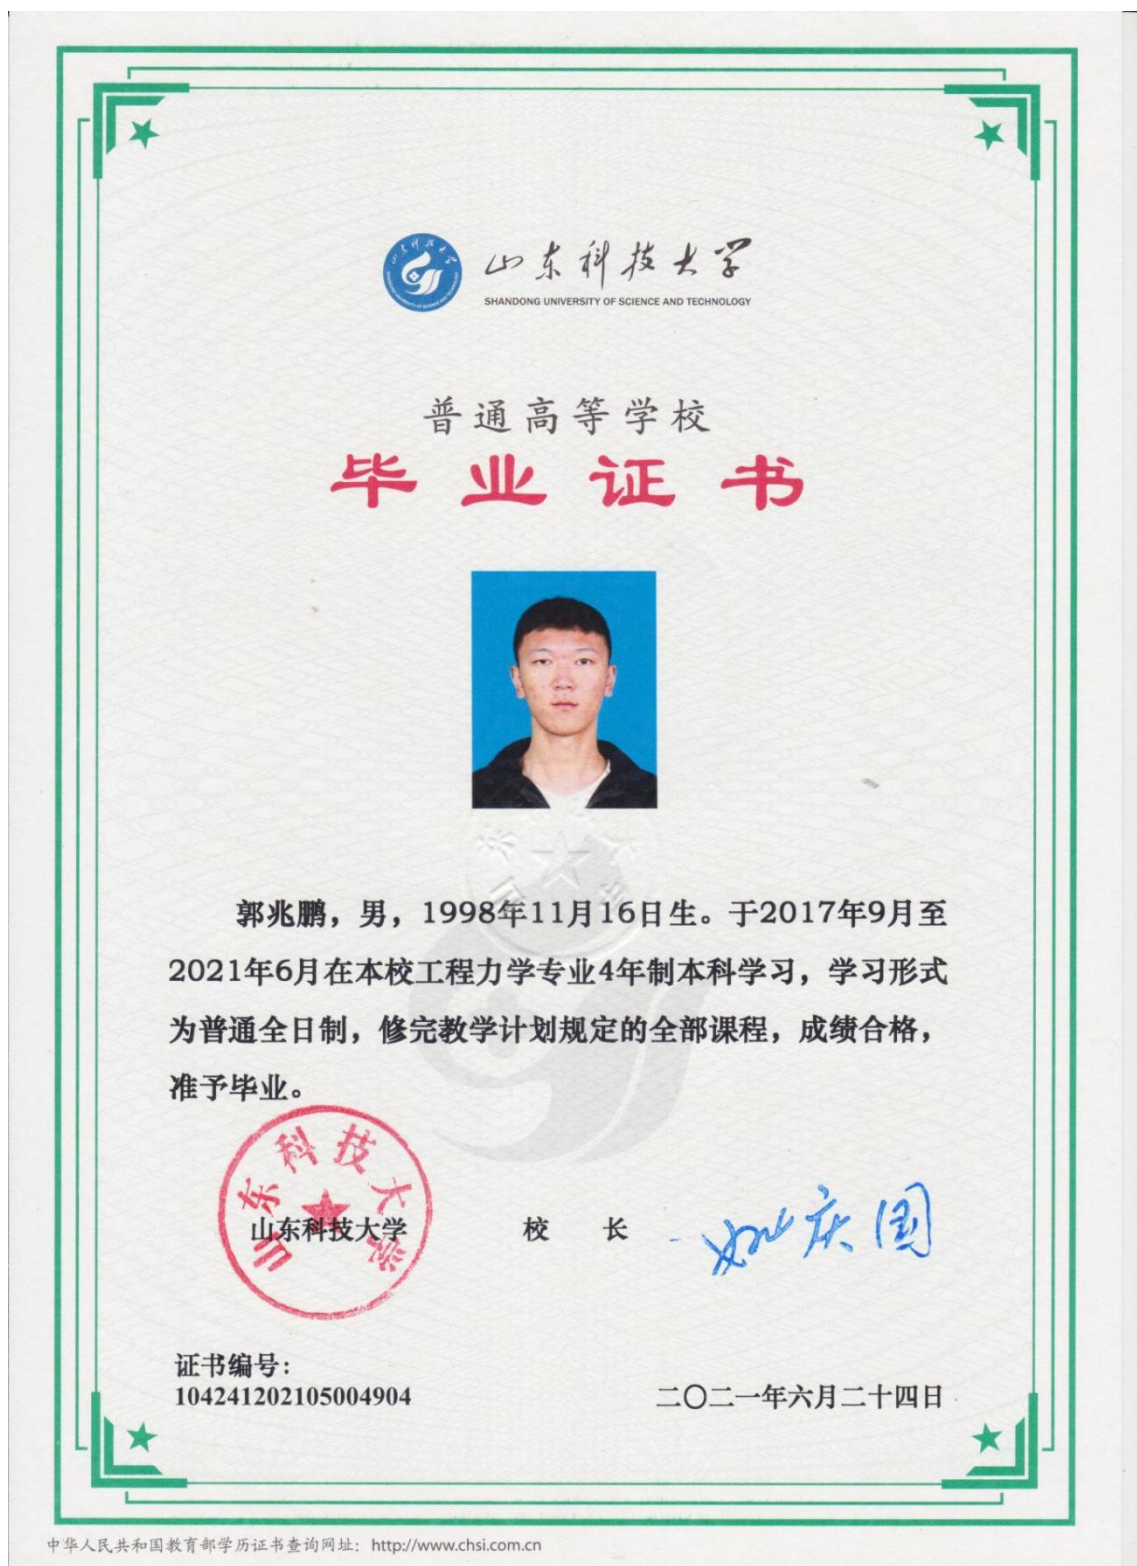 山东科技大学
SHANDONG UNIVERSITY OF SCIENCE AND TECHNOLOGY
普通高等学校
毕业证书
郭兆鹏，男，1998年11月16日生。于2017年9月至
2021年6月在本校工程力学专业4年制本科学习，学习形式
为普通全日制，修完教学计划规定的全部课程，成绩合格，
准予毕业。
山东科技大学
山东科技大学 校 长 姚庆国
证书编号：
104241202105004904 二〇二一年六月二十四日
中华人民共和国教育部学历证书查询网址：http://www.chsi.com.cn